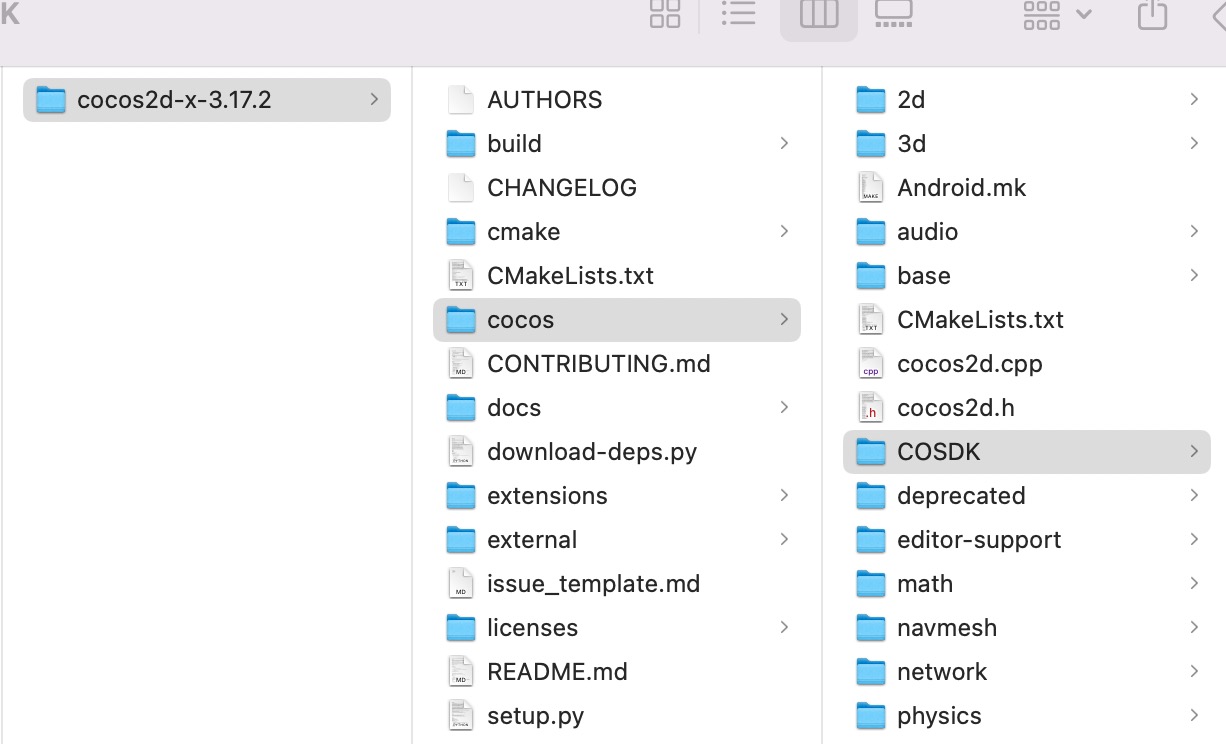 K
cocos2d-x-3.17.2
AUTHORS
build
CHANGELOG
cmake
CMakeLists.txt
cocos
CONTRIBUTING.md
docs
download-deps.py
extensions
external
issue_template.md
licenses
README.md
setup.py
2d
3d
Android.mk
audio
base
CMakeLists.txt
cocos2d.cpp
cocos2d.h
COSDK
deprecated
editor-support
math
navmesh
network
physics